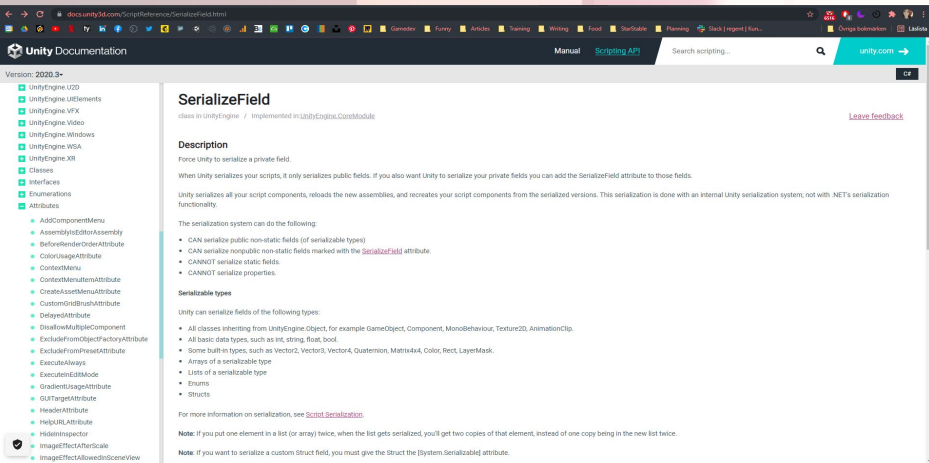 docs.unity3d.com/ScriptReference/SerializeField.html
Gamedev Funny Articles Training Writing Food StarStable Planning Slack | regent | Kun... Övriga bokmärken Läslista
Unity Documentation
Manual Scripting API Search scripting... unity.com
Version: 2020.3
C#
UnityEngine.U2D
UnityEngine.UIElements
UnityEngine.VFX
UnityEngine.Video
UnityEngine.Windows
UnityEngine.WSA
UnityEngine.XR
Classes
Interfaces
Enumerations
Attributes
AddComponentMenu
AssemblyIsEditorAssembly
BeforeRenderOrderAttribute
ColorUsageAttribute
ContextMenu
ContextMenuItemAttribute
CreateAssetMenuAttribute
CustomGridBrushAttribute
DelayedAttribute
DisallowMultipleComponent
ExcludeFromObjectFactoryAttribute
ExcludeFromPresetAttribute
ExecuteAlways
ExecuteInEditMode
GradientUsageAttribute
GUITargetAttribute
HeaderAttribute
HelpURLAttribute
HideInInspector
ImageEffectAfterScale
ImageEffectAllowedInSceneView
SerializeField
class in UnityEngine / Implemented in:UnityEngine.CoreModule
Leave feedback
Description
Force Unity to serialize a private field.
When Unity serializes your scripts, it only serializes public fields. If you also want Unity to serialize your private fields you can add the SerializeField attribute to those fields.
Unity serializes all your script components, reloads the new assemblies, and recreates your script components from the serialized versions. This serialization is done with an internal Unity serialization system; not with .NET's serialization
functionality.
The serialization system can do the following:
CAN serialize public non-static fields (of serializable types)
CAN serialize nonpublic non-static fields marked with the SerializeField attribute.
CANNOT serialize static fields.
CANNOT serialize properties.
Serializable types
Unity can serialize fields of the following types:
All classes inheriting from UnityEngine.Object, for example GameObject, Component, MonoBehaviour, Texture2D, AnimationClip.
All basic data types, such as int, string, float, bool.
Some built-in types, such as Vector2, Vector3, Vector4, Quaternion, Matrix4x4, Color, Rect, LayerMask.
Arrays of a serializable type
Lists of a serializable type
Enums
Structs
For more information on serialization, see Script Serialization.
Note: If you put one element in a list (or array) twice, when the list gets serialized, you'll get two copies of that element, instead of one copy being in the new list twice.
Note: If you want to serialize a custom Struct field, you must give the Struct the [System.Serializable] attribute.